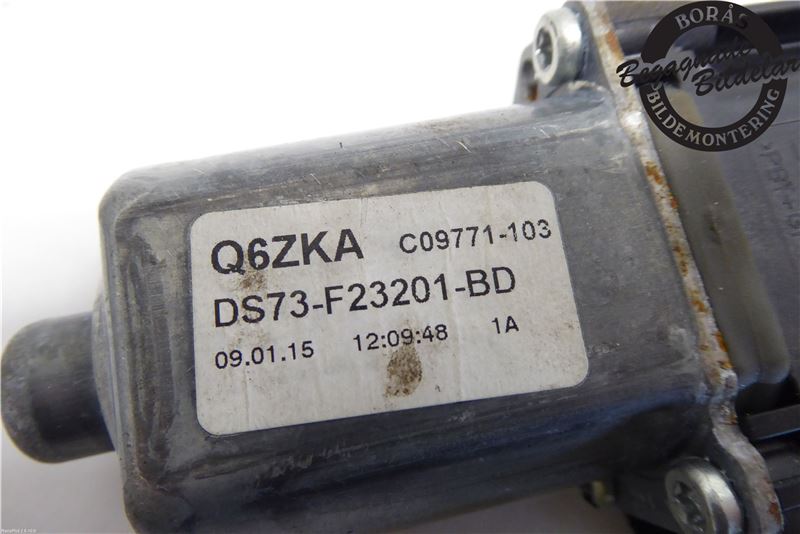 BORÅS
Begagnade
Bildelar
BILDEMONTERING
Q6ZKA C09771-103
DS73-F23201-BD
09.01.15 12:09:48 1A